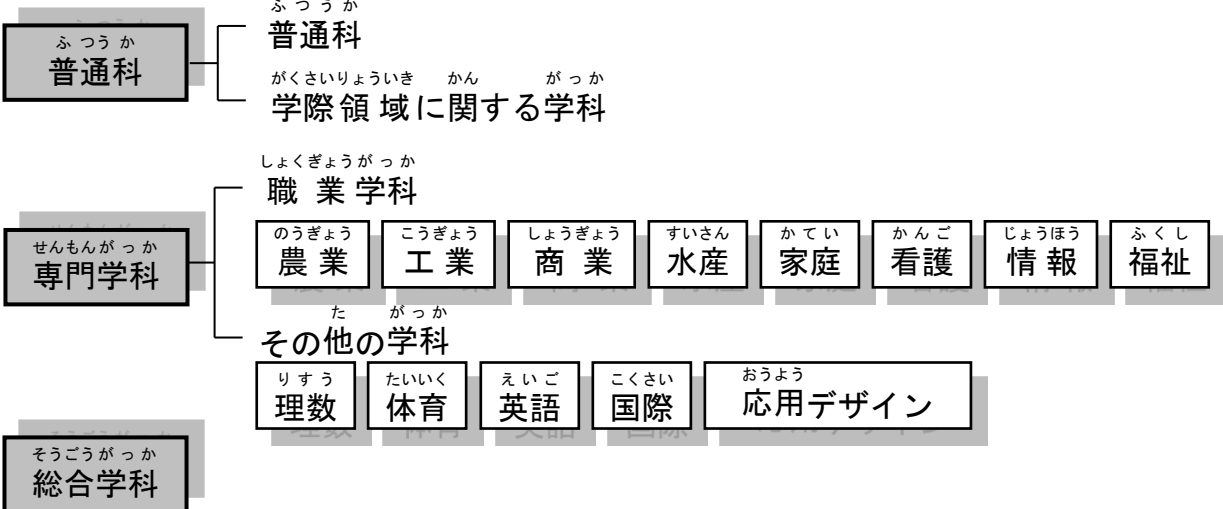 ふつうか
普通科
ふつうか
普通科
がくさいりょういき かん がっか
学際領域に関する学科
しょくぎょうがっか
職業学科
せんもんがっか
専門学科
のうぎょう こうぎょう しょうぎょう すいさん かてい かんご じょうほう ふくし
農業 工業 商業 水産 家庭 看護 情報 福祉
た がっか
その他の学科
りすう たいいく えいご こくさい おうよう
理数 体育 英語 国際 応用デザイン
そうごうがっか
総合学科